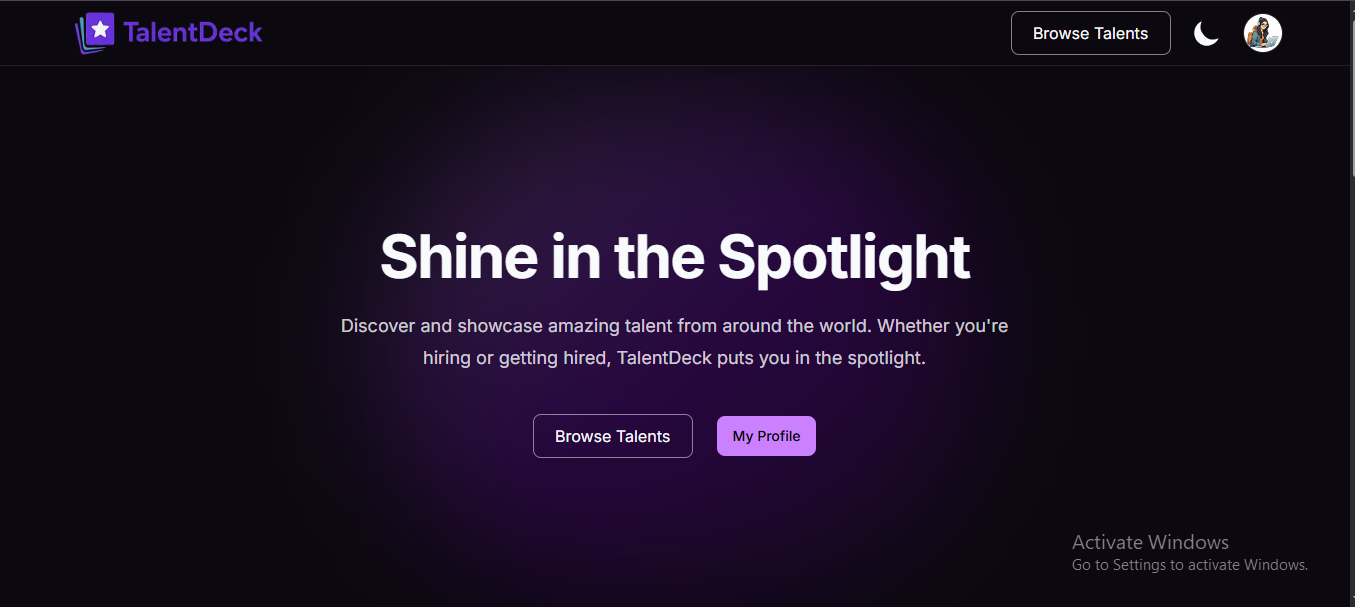 TalentDeck
Browse Talents
Shine in the Spotlight
Discover and showcase amazing talent from around the world. Whether you're
hiring or getting hired, TalentDeck puts you in the spotlight.
Browse Talents
My Profile
Activate Windows
Go to Settings to activate Windows.